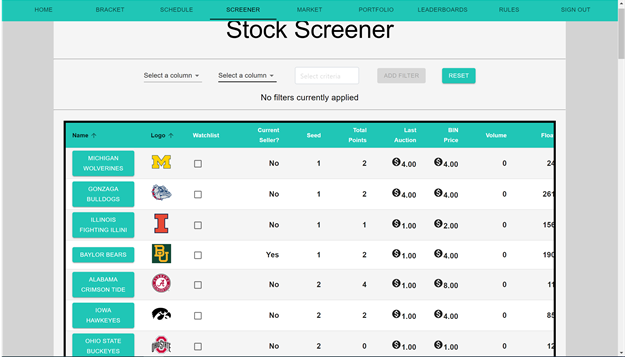 HOME BRACKET SCHEDULE SCREENER MARKET PORTFOLIO LEADERBOARDS RULES SIGN OUT
Stock Screener
Select a column Select a column Select criteria ADD FILTER RESET
No filters currently applied
Name Logo Watchlist Current Seller? Seed Total Points Last Auction BIN Price Volume Floa
MICHIGAN WOLVERINES M No 1 2 $4.00 $4.00 0 24
GONZAGA BULLDOGS No 1 2 $4.00 $4.00 0 261
ILLINOIS FIGHTING ILLINI I No 1 1 $1.00 $2.00 0 156
BAYLOR BEARS BU Yes 1 2 $1.00 $4.00 0 190
ALABAMA CRIMSON TIDE No 2 4 $1.00 $8.00 0 11
IOWA HAWKEYES No 2 2 $1.00 $4.00 0 85
OHIO STATE BUCKEYES No 2 0 $1.00 $1.00 0 12